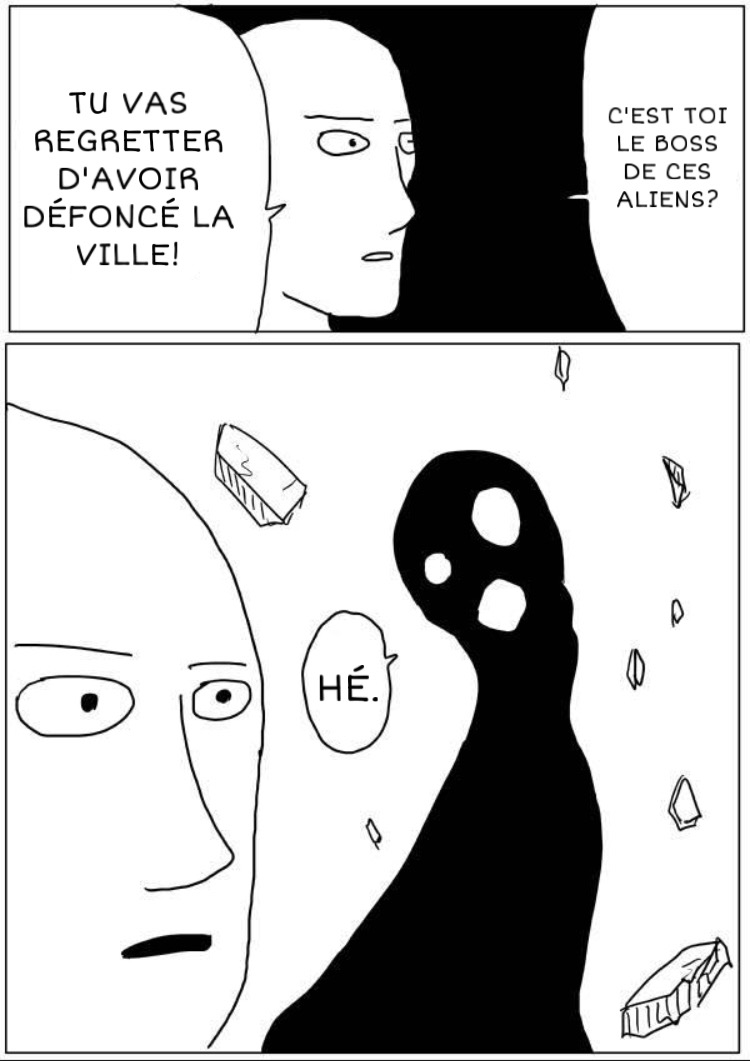 C'EST TOI
LE BOSS
DE CES
ALIENS?
TU VAS
REGRETTER
D'AVOIR
DÉFONCÉ LA
VILLE!
HÉ.